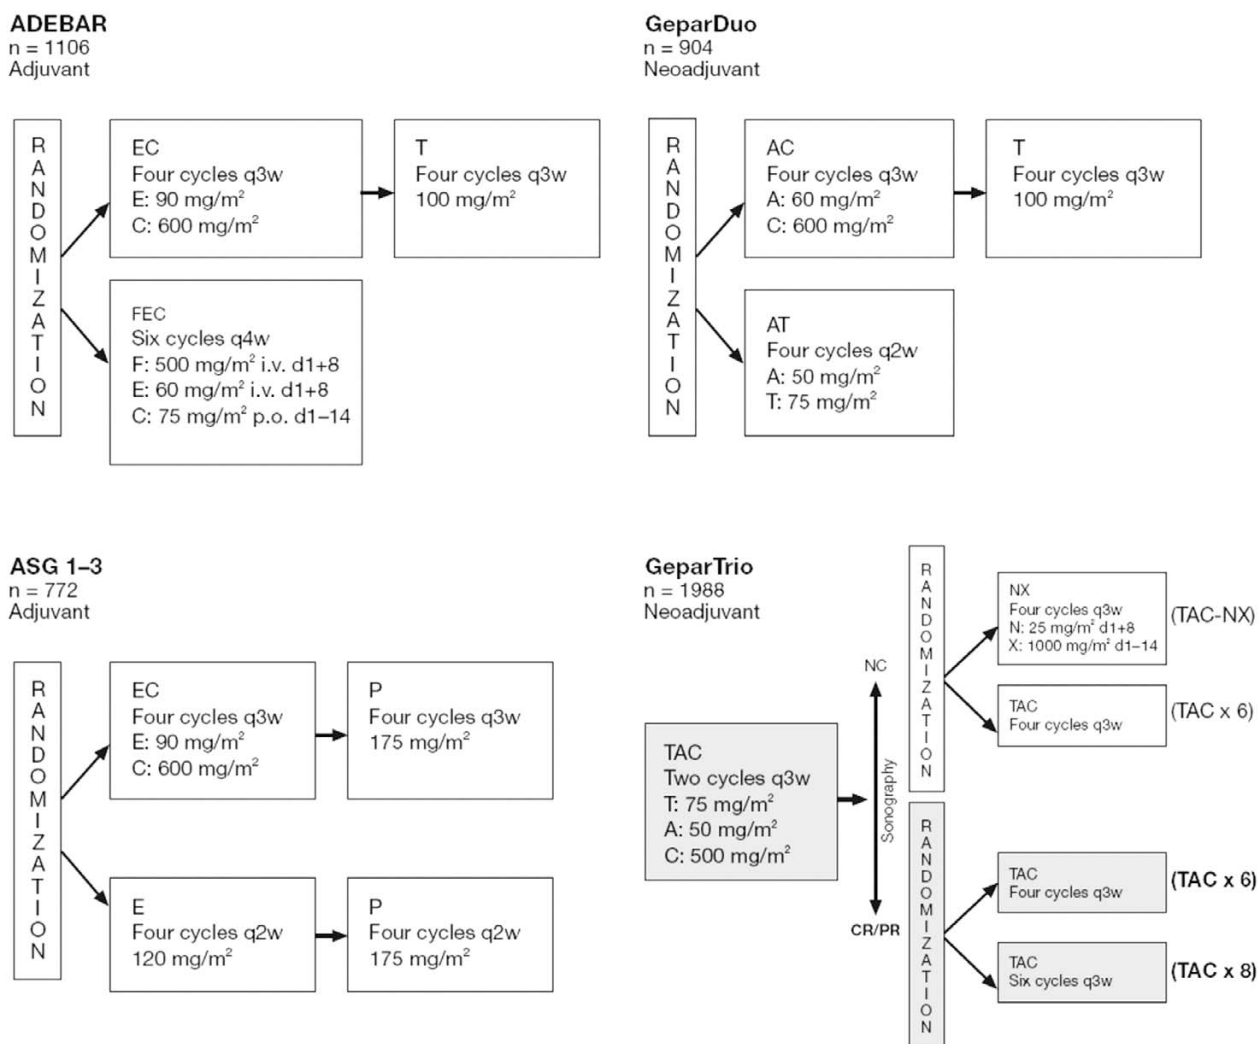 ADEBAR
n = 1106
Adjuvant
RANDOMIZATION
EC
Four cycles q3w
E: 90 mg/m²
C: 600 mg/m²
T
Four cycles q3w
100 mg/m²
FEC
Six cycles q4w
F: 500 mg/m² i.v. d1+8
E: 60 mg/m² i.v. d1+8
C: 75 mg/m² p.o. d1–14
GeparDuo
n = 904
Neoadjuvant
RANDOMIZATION
AC
Four cycles q3w
A: 60 mg/m²
C: 600 mg/m²
T
Four cycles q3w
100 mg/m²
AT
Four cycles q2w
A: 50 mg/m²
T: 75 mg/m²
ASG 1–3
n = 772
Adjuvant
RANDOMIZATION
EC
Four cycles q3w
E: 90 mg/m²
C: 600 mg/m²
P
Four cycles q3w
175 mg/m²
E
Four cycles q2w
120 mg/m²
P
Four cycles q2w
175 mg/m²
GeparTrio
n = 1988
Neoadjuvant
TAC
Two cycles q3w
T: 75 mg/m²
A: 50 mg/m²
C: 500 mg/m²
NC
Sonography
CR/PR
RANDOMIZATION
NX
Four cycles q3w
N: 25 mg/m² d1+8
X: 1000 mg/m² d1–14
(TAC-NX)
TAC
Four cycles q3w
(TAC x 6)
RANDOMIZATION
TAC
Four cycles q3w
(TAC x 6)
TAC
Six cycles q3w
(TAC x 8)